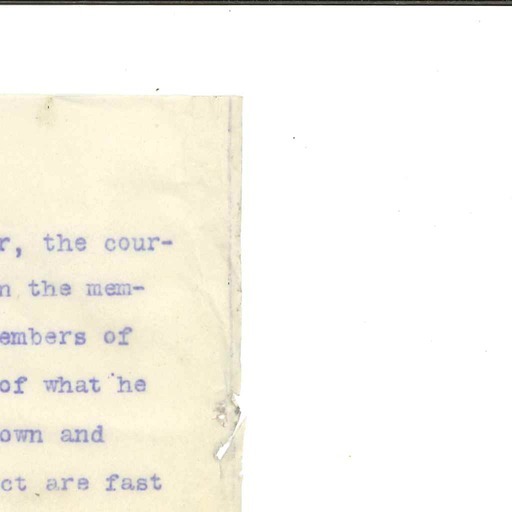 r, the cour-
n the mem-
embers of
of what he
own and
ct are fast